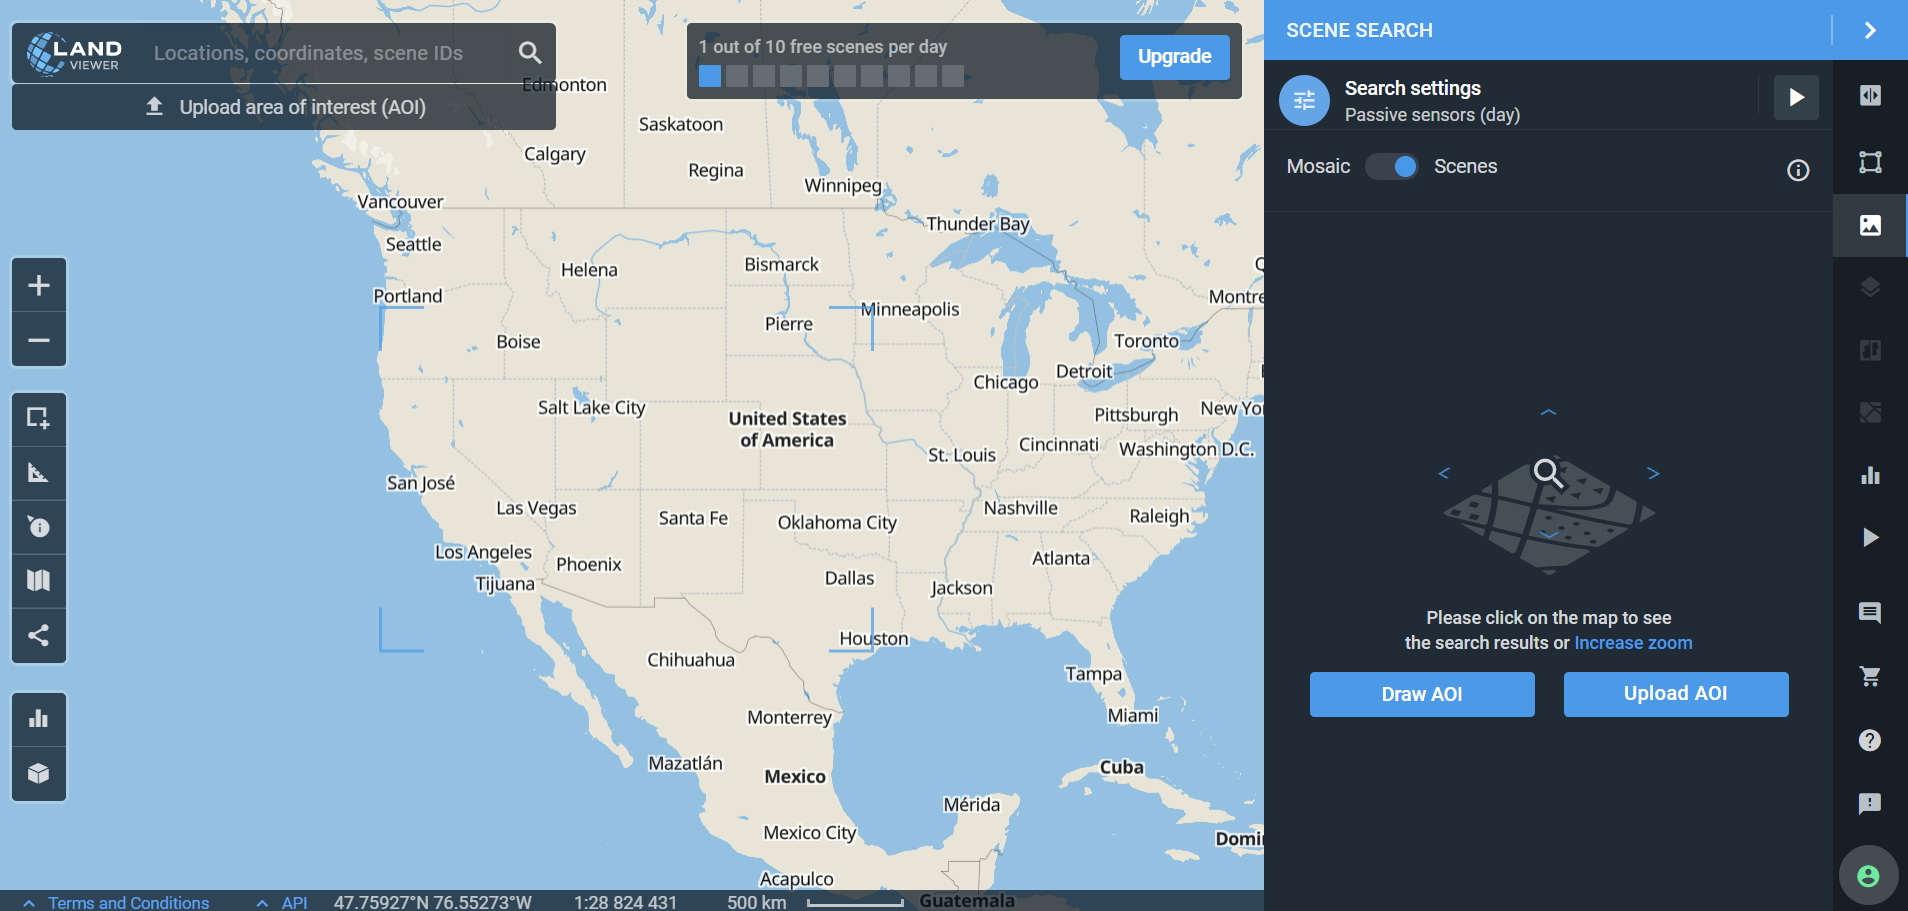 LAND
VIEWER
Locations, coordinates, scene IDs
Upload area of interest (AOI)
1 out of 10 free scenes per day
Upgrade
SCENE SEARCH
Search settings
Passive sensors (day)
Mosaic
Scenes
Edmonton
Saskatoon
Calgary
Regina
Winnipeg
Vancouver
Thunder Bay
Seattle
Helena
Bismarck
Q
Portland
Montre
Minneapolis
Pierre
Boise
Toronto
Detroit
Chicago
Salt Lake City
New Yo
Pittsburgh
United States
of America
Cincinnati
Washington D.C.
St. Louis
San José
Las Vegas
Santa Fe
Oklahoma City
Nashville
Raleigh
Los Angeles
Phoenix
Atlanta
Tijuana
Dallas
Jackson
Houston
Chihuahua
Tampa
Monterrey
Miami
Mazatlán
Mexico
Cuba
Mérida
Mexico City
Domi
Acapulco
Guatemala
Please click on the map to see
the search results or Increase zoom
Draw AOI
Upload AOI
Terms and Conditions
API
47.75927°N 76.55273°W
1:28 824 431
500 km